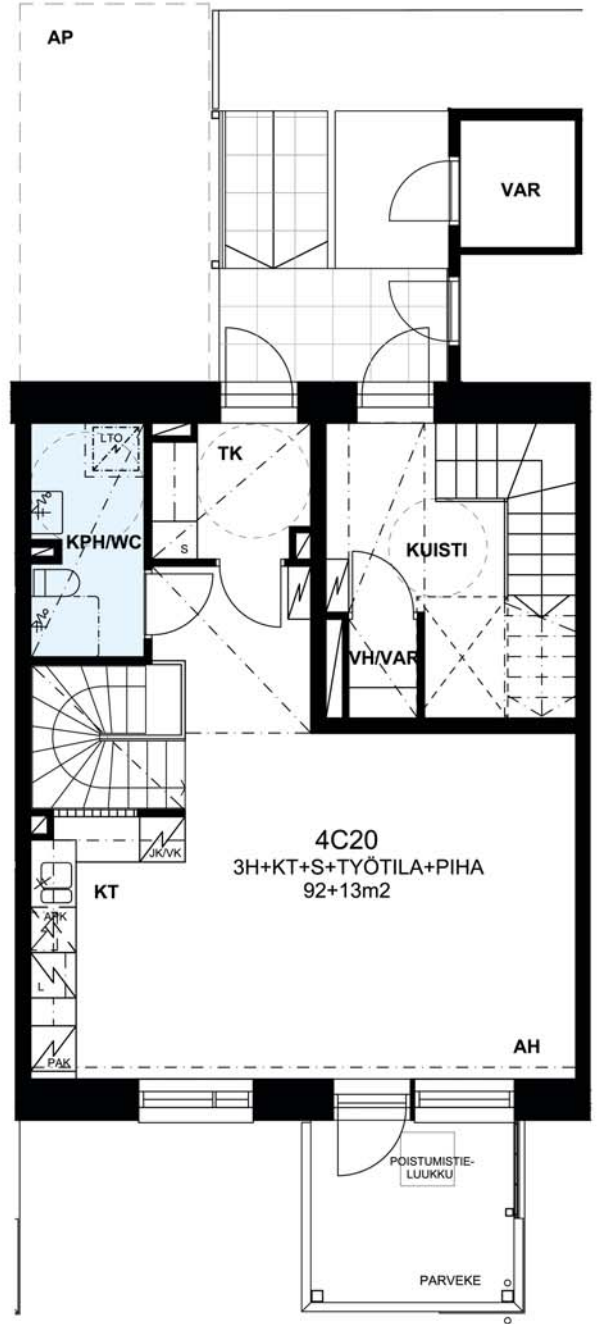 AP
VAR
LTO
TK
KPH/WC
S
KUISTI
VH/VAR
4C20
3H+KT+S+TYÖTILA+PIHA
92+13m2
JK/VK
KT
APK
L
PAK
AH
POISTUMISTIE-
LUUKKU
PARVEKE